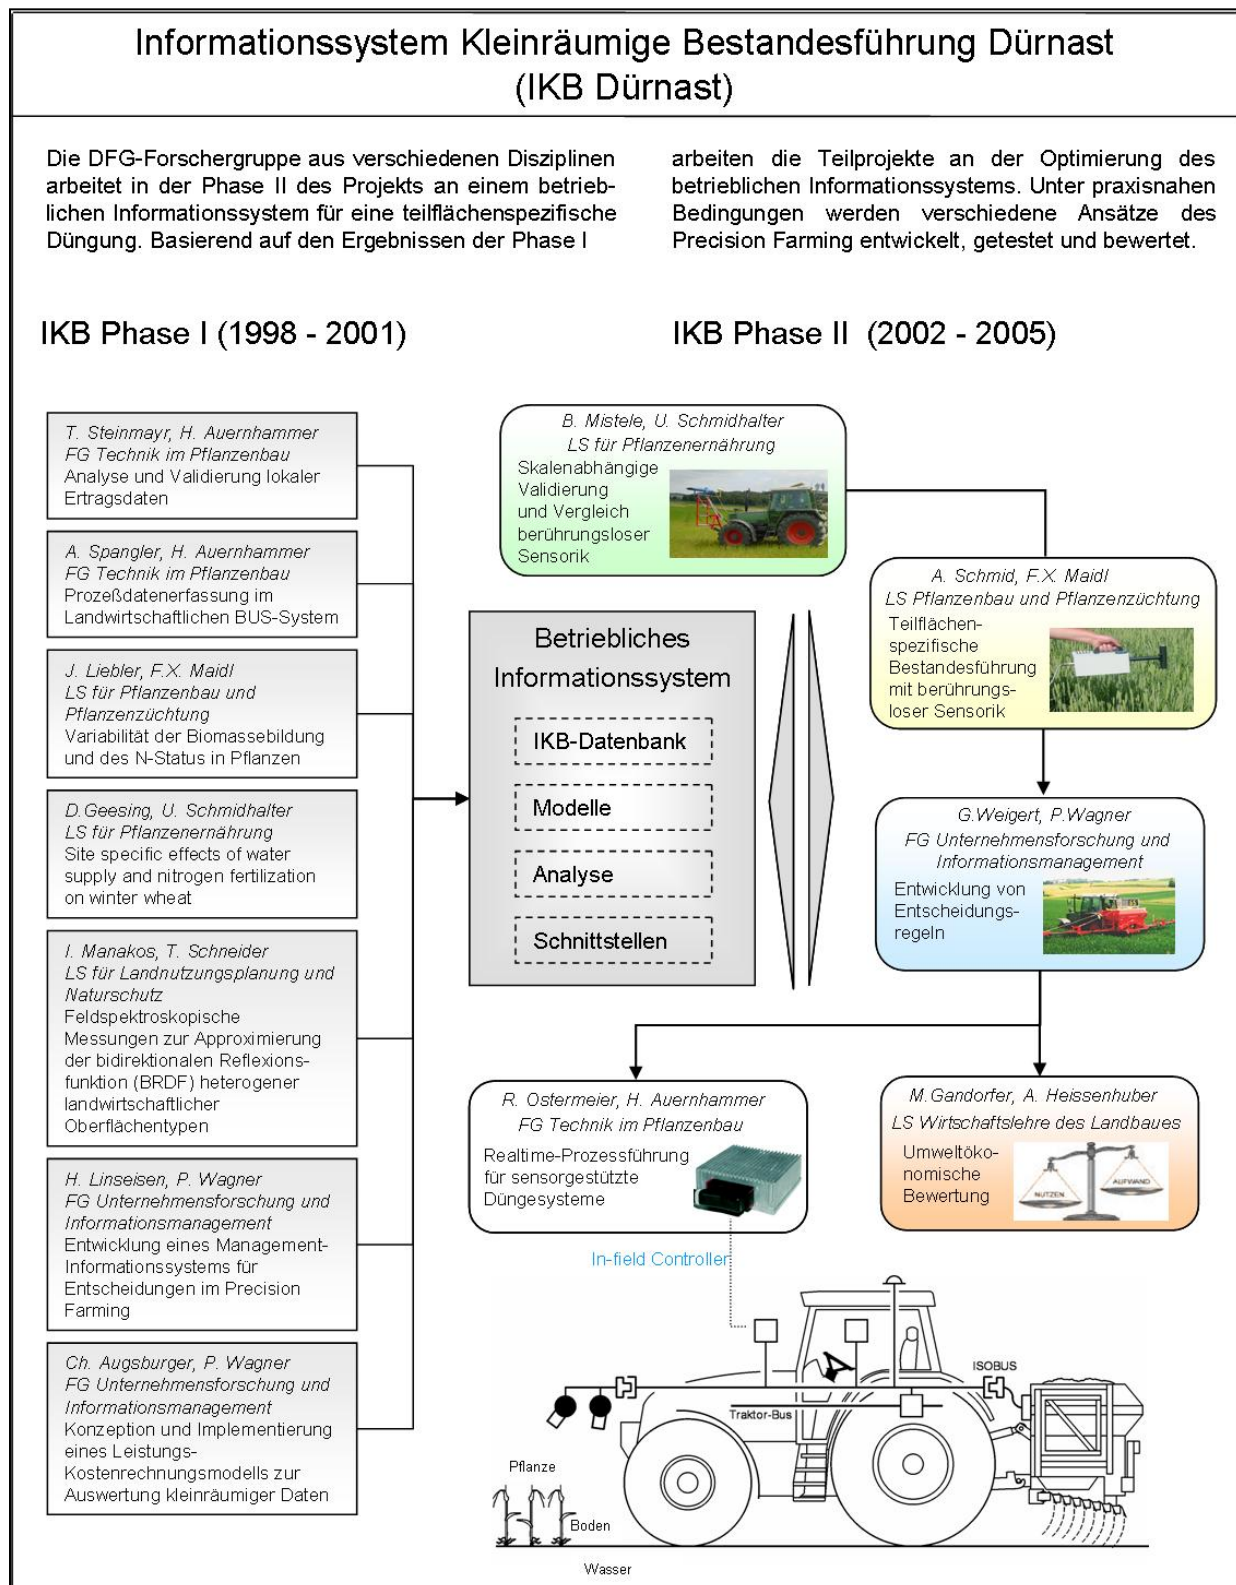 Informationssystem Kleinräumige Bestandesführung Dürnast
(IKB Dürnast)
Die DFG-Forschergruppe aus verschiedenen Disziplinen
arbeitet in der Phase II des Projekts an einem betrieb-
lichen Informationssystem für eine teilflächenspezifische
Düngung. Basierend auf den Ergebnissen der Phase I
arbeiten die Teilprojekte an der Optimierung des
betrieblichen Informationssystems. Unter praxisnahen
Bedingungen werden verschiedene Ansätze des
Precision Farming entwickelt, getestet und bewertet.
IKB Phase I (1998 - 2001)
T. Steinmayr, H. Auernhammer
FG Technik im Pflanzenbau
Analyse und Validierung lokaler
Ertragsdaten
A. Spangler, H. Auernhammer
FG Technik im Pflanzenbau
Prozeßdatenerfassung im
Landwirtschaftlichen BUS-System
J. Liebler, F.X. Maidl
LS für Pflanzenbau und
Pflanzenzüchtung
Variabilität der Biomassebildung
und des N-Status in Pflanzen
D.Geesing, U. Schmidhalter
LS für Pflanzenernährung
Site specific effects of water
supply and nitrogen fertilization
on winter wheat
I. Manakos, T. Schneider
LS für Landnutzungsplanung und
Naturschutz
Feldspektroskopische
Messungen zur Approximierung
der bidirektionalen Reflexions-
funktion (BRDF) heterogener
landwirtschaftlicher
Oberflächentypen
H. Linseisen, P. Wagner
FG Unternehmensforschung und
Informationsmanagement
Entwicklung eines Management-
Informationssystems für
Entscheidungen im Precision
Farming
Ch. Augsburger, P. Wagner
FG Unternehmensforschung und
Informationsmanagement
Konzeption und Implementierung
eines Leistungs-
Kostenrechnungsmodells zur
Auswertung kleinräumiger Daten
IKB Phase II (2002 - 2005)
B. Mistele, U. Schmidhalter
LS für Pflanzenernährung
Skalenabhängige
Validierung
und Vergleich
berührungsloser
Sensorik
A. Schmid, F.X. Maidl
LS Pflanzenbau und Pflanzenzüchtung
Teilflächen-
spezifische
Bestandesführung
mit berührungs-
loser Sensorik
Betriebliches
Informationssystem
IKB-Datenbank
Modelle
Analyse
Schnittstellen
G.Weigert, P.Wagner
FG Unternehmensforschung und
Informationsmanagement
Entwicklung von
Entscheidungs-
regeln
R. Ostermeier, H. Auernhammer
FG Technik im Pflanzenbau
Realtime-Prozessführung
für sensorgestützte
Düngesysteme
M.Gandorfer, A. Heissenhuber
LS Wirtschaftslehre des Landbaues
Umweltöko-
nomische
Bewertung
NUTZEN
AUFWAND
In-field Controller
ISOBUS
Traktor-Bus
Pflanze
Boden
Wasser